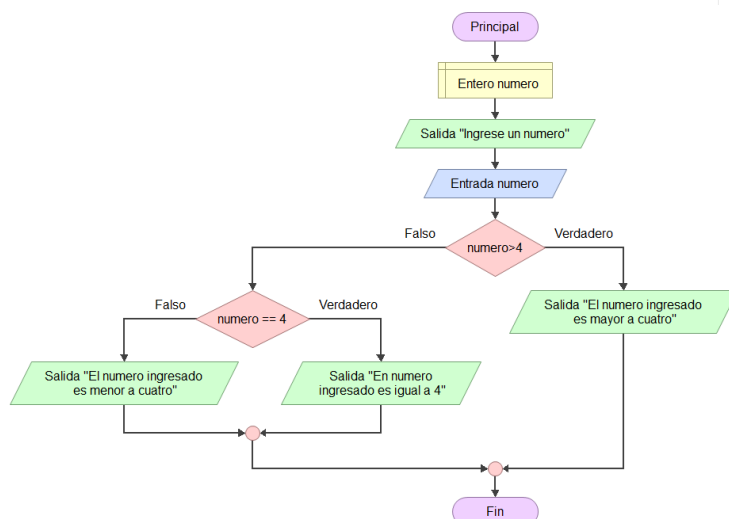 Principal
Entero numero
Salida "Ingrese un numero"
Entrada numero
Falso
Verdadero
numero>4
Falso
Verdadero
numero == 4
Salida "El numero ingresado
es mayor a cuatro"
Salida "El numero ingresado
es menor a cuatro"
Salida "En numero
ingresado es igual a 4"
Fin